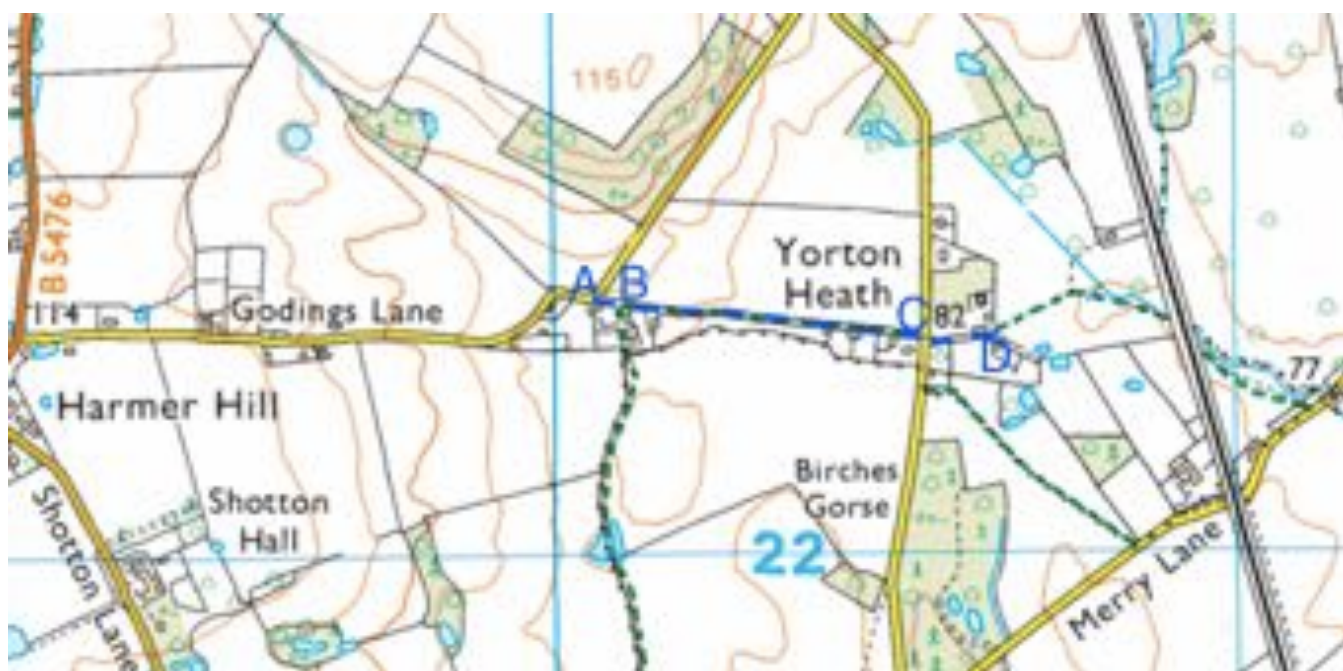 115
B5476
Yorton
Heath
A B
C
82
D
114
Godings Lane
77
Harmer Hill
Birches
Gorse
Shotton
Hall
Shotton Lane
22
Merry Lane